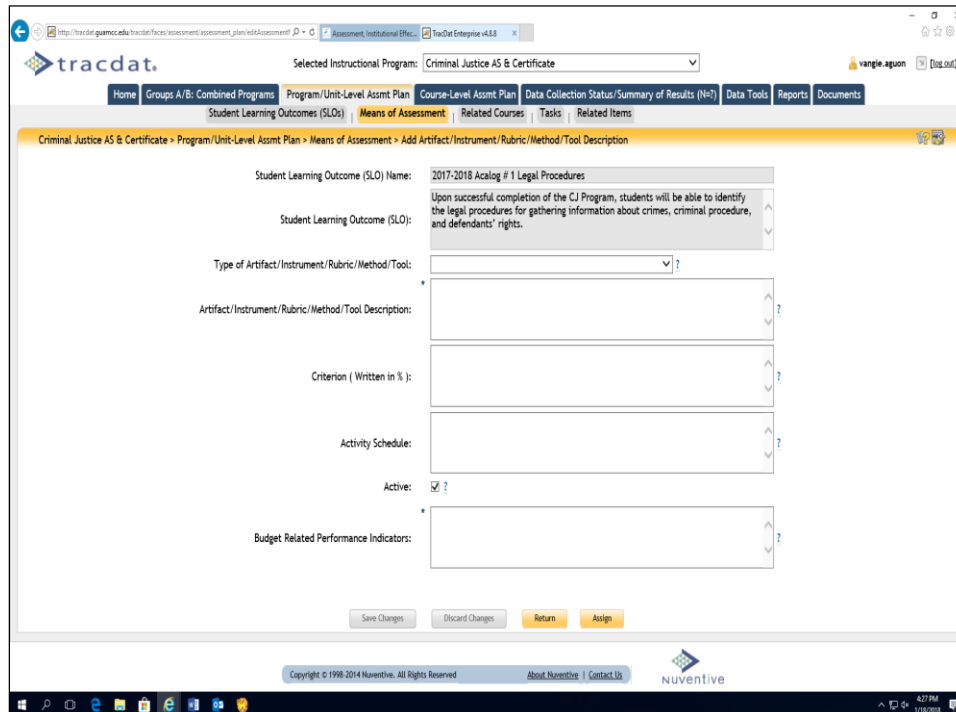 http://tracdat.guamcc.edu/tracdat/faces/assessment/assessment_plan/editAssessment
Assessment, Institutional Effec...
TracDat Enterprise v4.8.8
tracdat.
Selected Instructional Program: Criminal Justice AS & Certificate
vangie.aguon [log out]
Home Groups A/B: Combined Programs Program/Unit-Level Assmt Plan Course-Level Assmt Plan Data Collection Status/Summary of Results (N=?) Data Tools Reports Documents
Student Learning Outcomes (SLOs) Means of Assessment Related Courses Tasks Related Items
Criminal Justice AS & Certificate > Program/Unit-Level Assmt Plan > Means of Assessment > Add Artifact/Instrument/Rubric/Method/Tool Description
Student Learning Outcome (SLO) Name: 2017-2018 Acalog # 1 Legal Procedures
Student Learning Outcome (SLO): Upon successful completion of the CJ Program, students will be able to identify
the legal procedures for gathering information about crimes, criminal procedure,
and defendants' rights.
Type of Artifact/Instrument/Rubric/Method/Tool: ?
* Artifact/Instrument/Rubric/Method/Tool Description: ?
Criterion ( Written in % ): ?
Activity Schedule: ?
Active: ?
* Budget Related Performance Indicators: ?
Save Changes Discard Changes Return Assign
Copyright © 1998-2014 Nuventive. All Rights Reserved About Nuventive | Contact Us
Nuventive
4:27 PM
1/18/2018